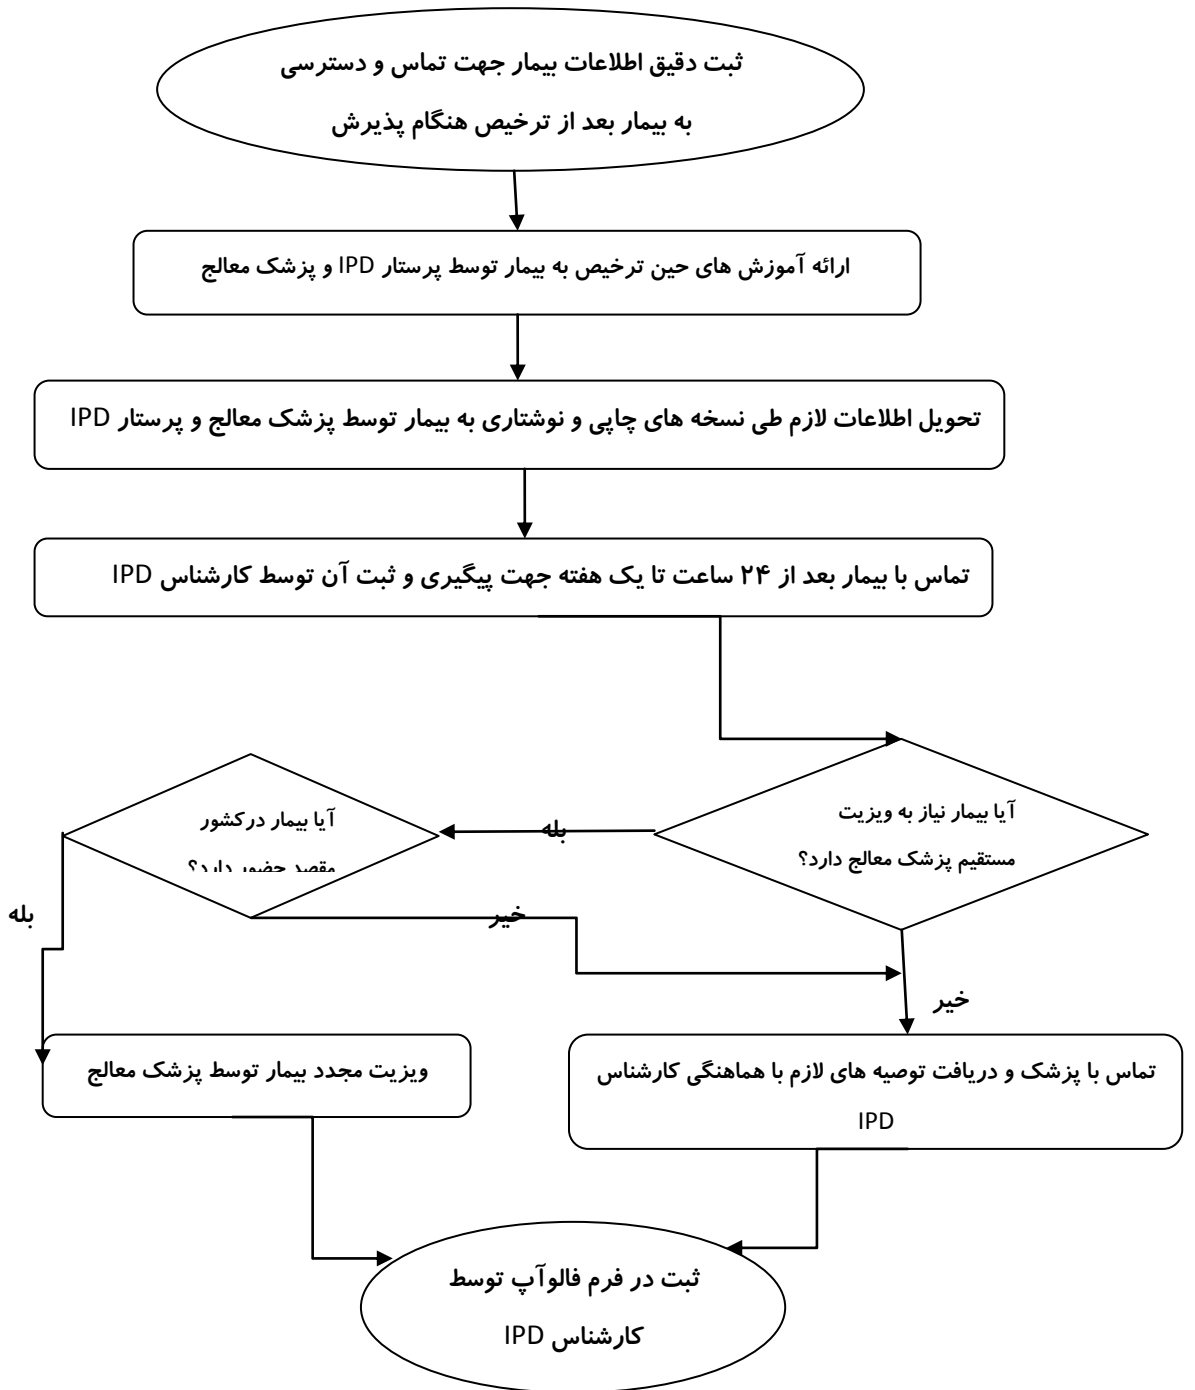 ثبت دقیق اطلاعات بیمار جهت تماس و دسترسی
به بیمار بعد از ترخیص هنگام پذیرش
ارائه آموزش های حین ترخیص به بیمار توسط پرستار IPD و پزشک معالج
تحویل اطلاعات لازم طی نسخه های چاپی و نوشتاری به بیمار توسط پزشک معالج و پرستار IPD
تماس با بیمار بعد از ۲۴ ساعت تا یک هفته جهت پیگیری و ثبت آن توسط کارشناس IPD
آیا بیمار نیاز به ویزیت
مستقیم پزشک معالج دارد؟
بله
آیا بیمار درکشور
مقصد حضور دارد؟
بله
خیر
خیر
تماس با پزشک و دریافت توصیه های لازم با هماهنگی کارشناس
IPD
ویزیت مجدد بیمار توسط پزشک معالج
ثبت در فرم فالوآپ توسط
کارشناس IPD